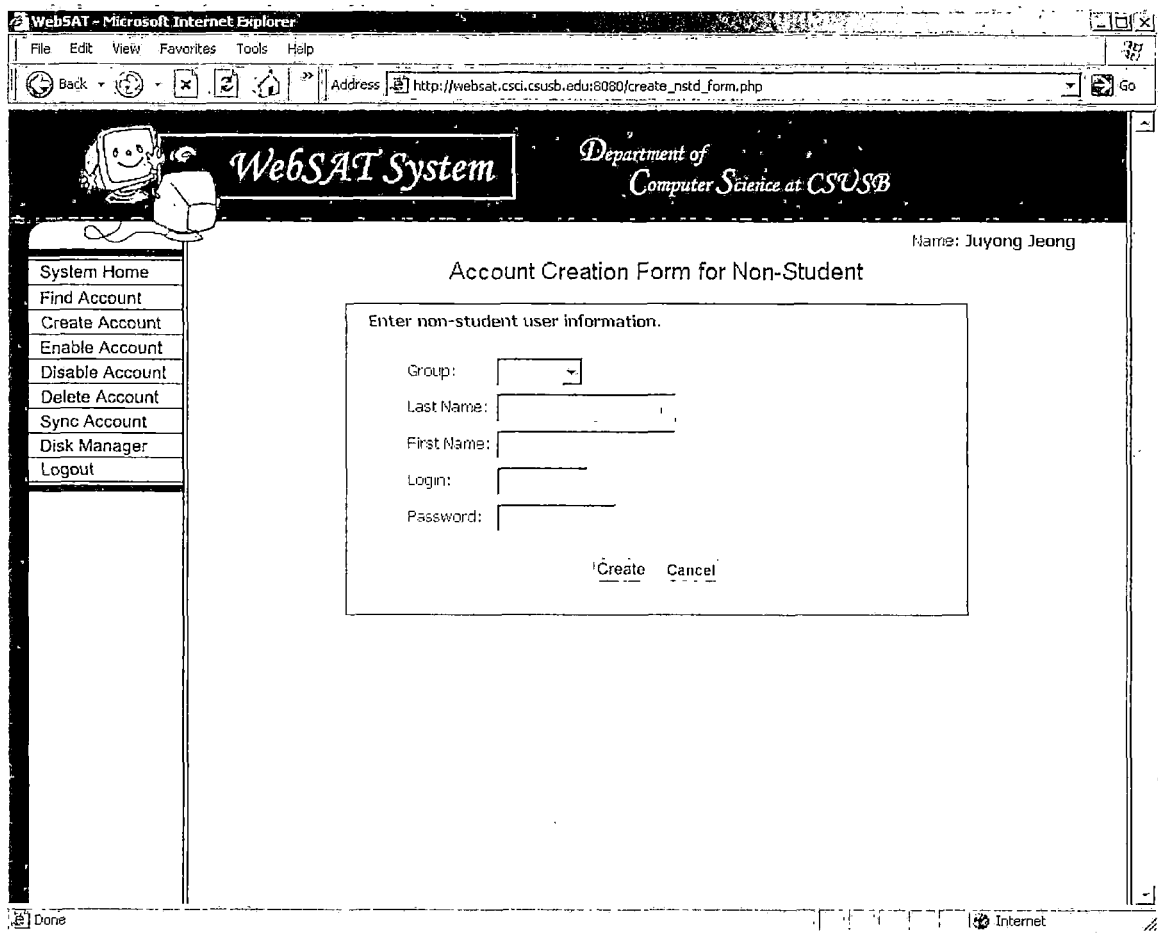 WebSAT - Microsoft Internet Explorer
File Edit View Favorites Tools Help
Back » Address http://websat.csci.csusb.edu:8080/create_nstd_form.php Go
WebSAT System
Department of
Computer Science at CSUSB
Name: Juyong Jeong
System Home
Find Account
Create Account
Enable Account
Disable Account
Delete Account
Sync Account
Disk Manager
Logout
Account Creation Form for Non-Student
Enter non-student user information.
Group:
Last Name:
First Name:
Login:
Password:
Create Cancel
Done Internet